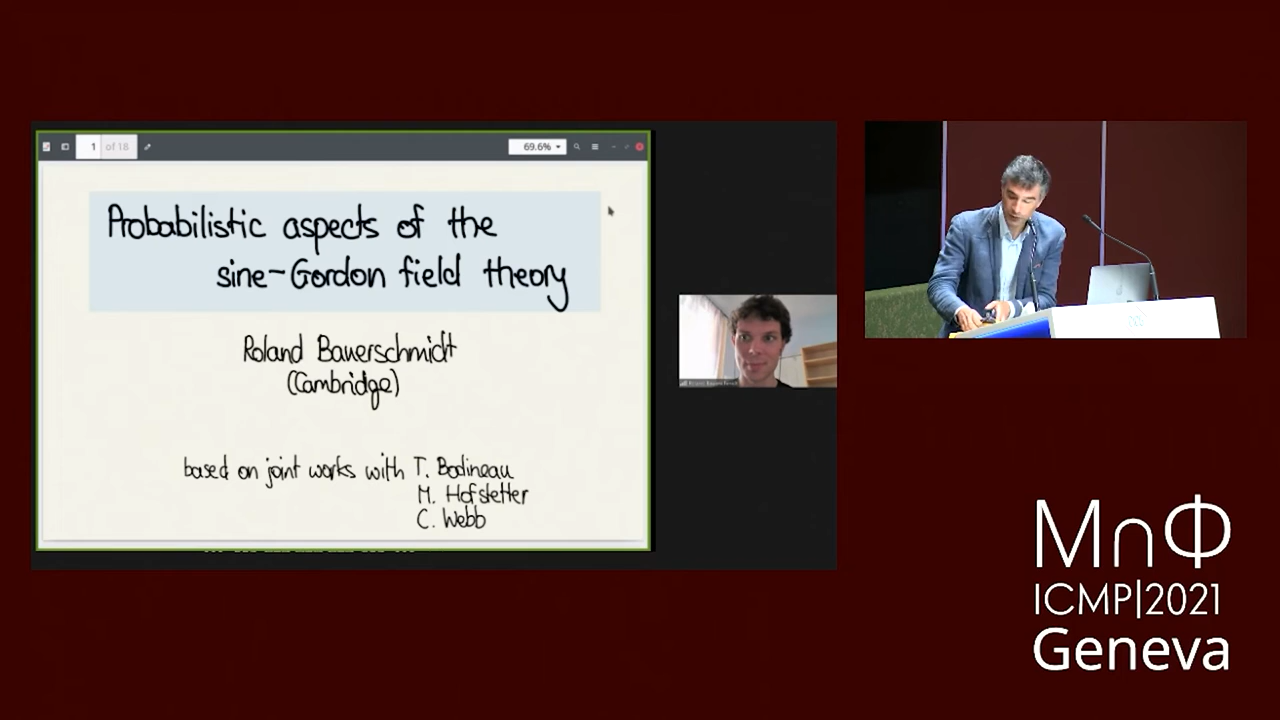 1 of 18
69.6%
Probabilistic aspects of the
sine-Gordon field theory
Roland Bauerschmidt
(Cambridge)
based on joint works with T. Bodineau
M. Hofstetter
C. Webb
M∩Φ
ICMP|2021
Geneva